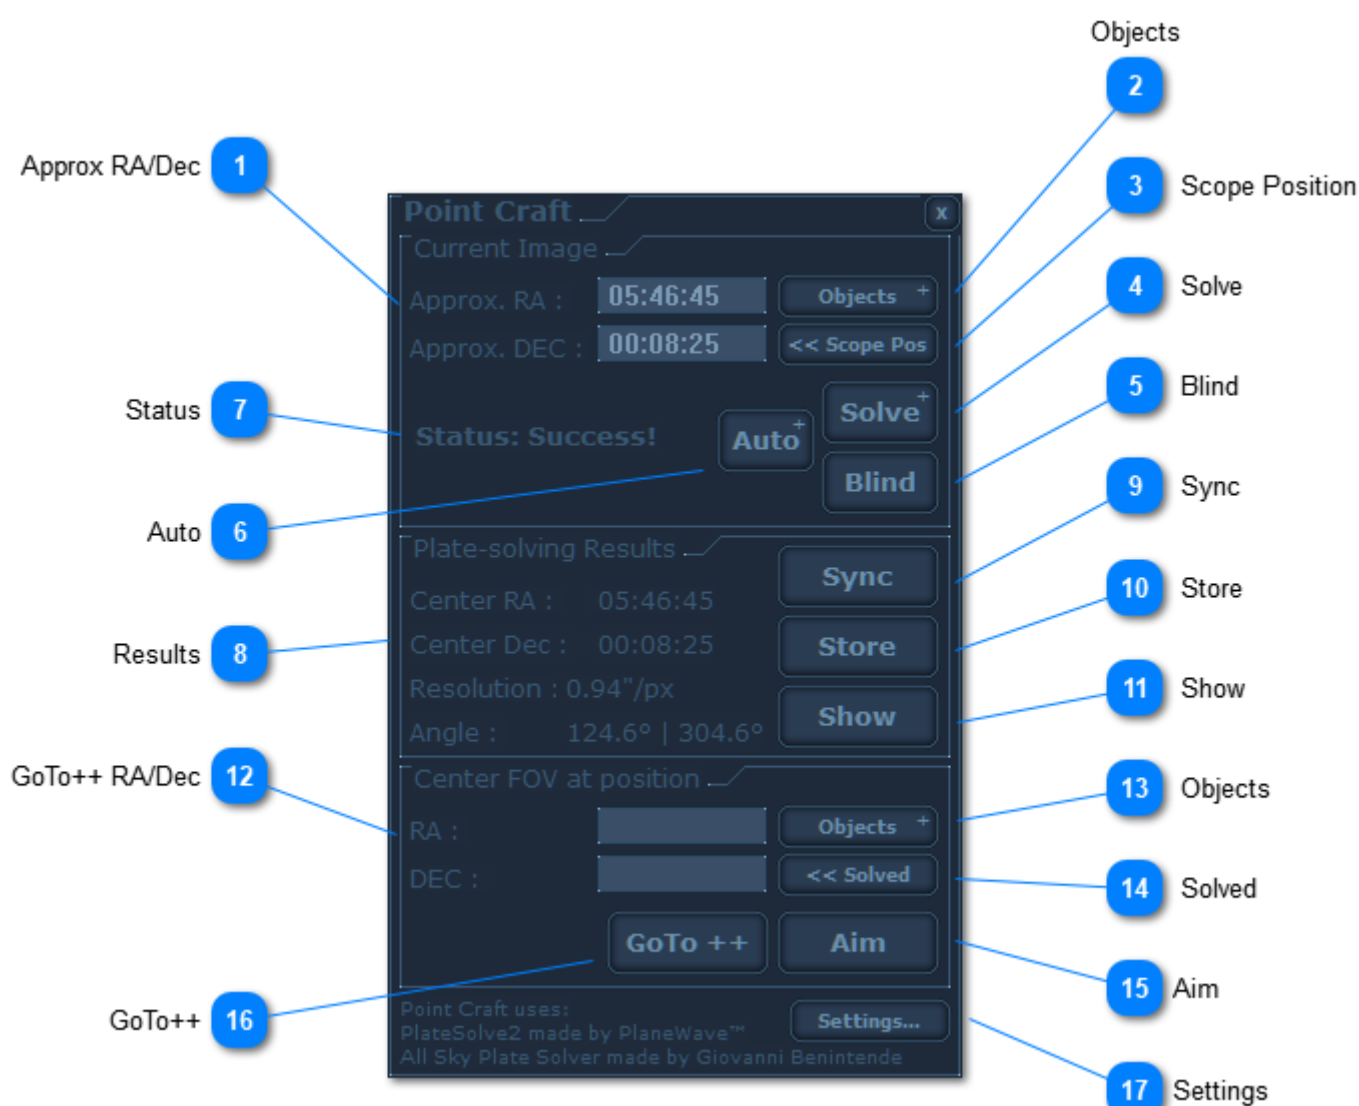 Objects
2
Approx RA/Dec 1
3 Scope Position
Point Craft x
Current Image
Approx. RA : 05:46:45 Objects +
4 Solve
Approx. DEC : 00:08:25 << Scope Pos
5 Blind
Status 7
Solve +
Status: Success! Auto +
Blind
9 Sync
Auto 6
Plate-solving Results
Sync
10 Store
Center RA : 05:46:45
Results 8
Center Dec : 00:08:25 Store
11 Show
Resolution : 0.94"/px
Show
Angle : 124.6° | 304.6°
GoTo++ RA/Dec 12
Center FOV at position
13 Objects
RA : Objects +
DEC : << Solved
14 Solved
GoTo ++ Aim
15 Aim
GoTo++ 16
Point Craft uses:
PlateSolve2 made by PlaneWave™
All Sky Plate Solver made by Giovanni Benintende
Settings...
17 Settings